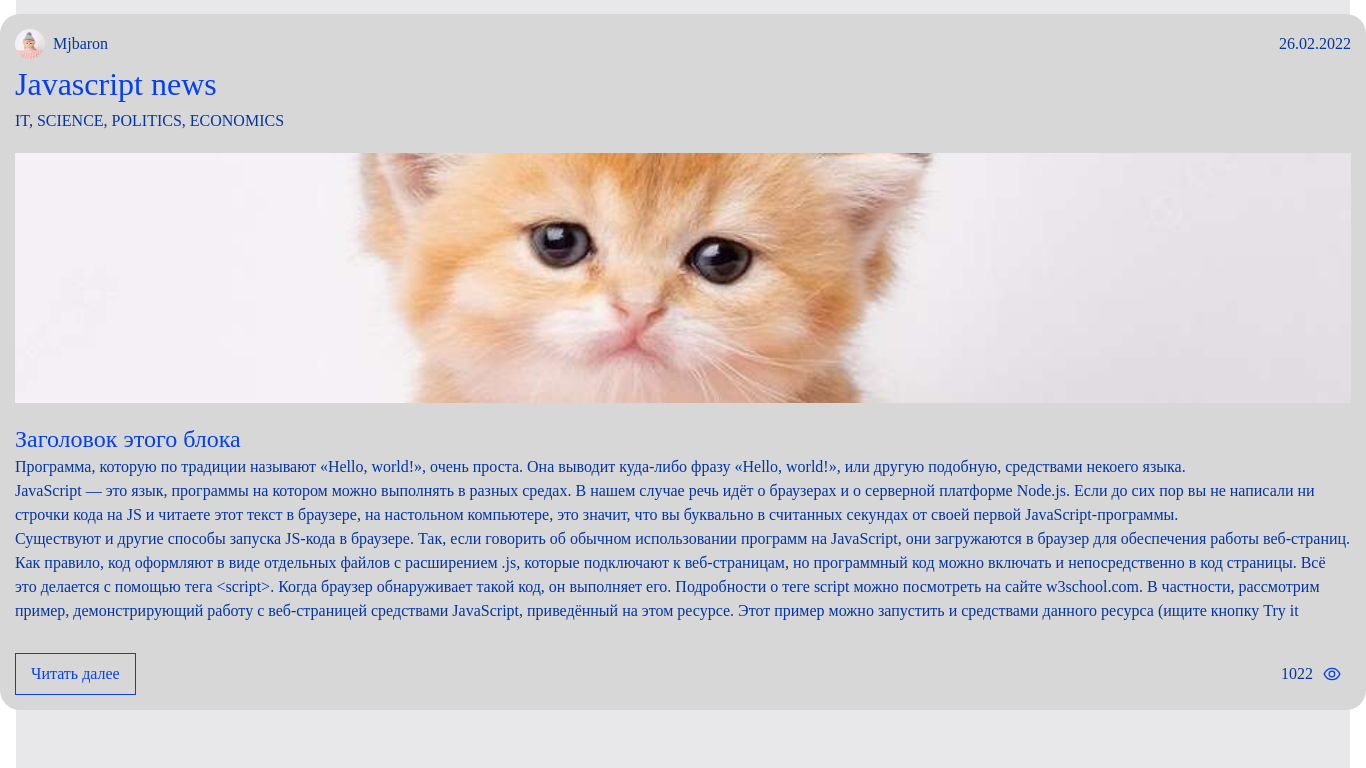 Mjbaron
26.02.2022
Javascript news
IT, SCIENCE, POLITICS, ECONOMICS
Заголовок этого блока
Программа, которую по традиции называют «Hello, world!», очень проста. Она выводит куда-либо фразу «Hello, world!», или другую подобную, средствами некоего языка.
JavaScript — это язык, программы на котором можно выполнять в разных средах. В нашем случае речь идёт о браузерах и о серверной платформе Node.js. Если до сих пор вы не написали ни
строчки кода на JS и читаете этот текст в браузере, на настольном компьютере, это значит, что вы буквально в считанных секундах от своей первой JavaScript-программы.
Существуют и другие способы запуска JS-кода в браузере. Так, если говорить об обычном использовании программ на JavaScript, они загружаются в браузер для обеспечения работы веб-страниц.
Как правило, код оформляют в виде отдельных файлов с расширением .js, которые подключают к веб-страницам, но программный код можно включать и непосредственно в код страницы. Всё
это делается с помощью тега <script>. Когда браузер обнаруживает такой код, он выполняет его. Подробности о теге script можно посмотреть на сайте w3school.com. В частности, рассмотрим
пример, демонстрирующий работу с веб-страницей средствами JavaScript, приведённый на этом ресурсе. Этот пример можно запустить и средствами данного ресурса (ищите кнопку Try it
Читать далее
1022